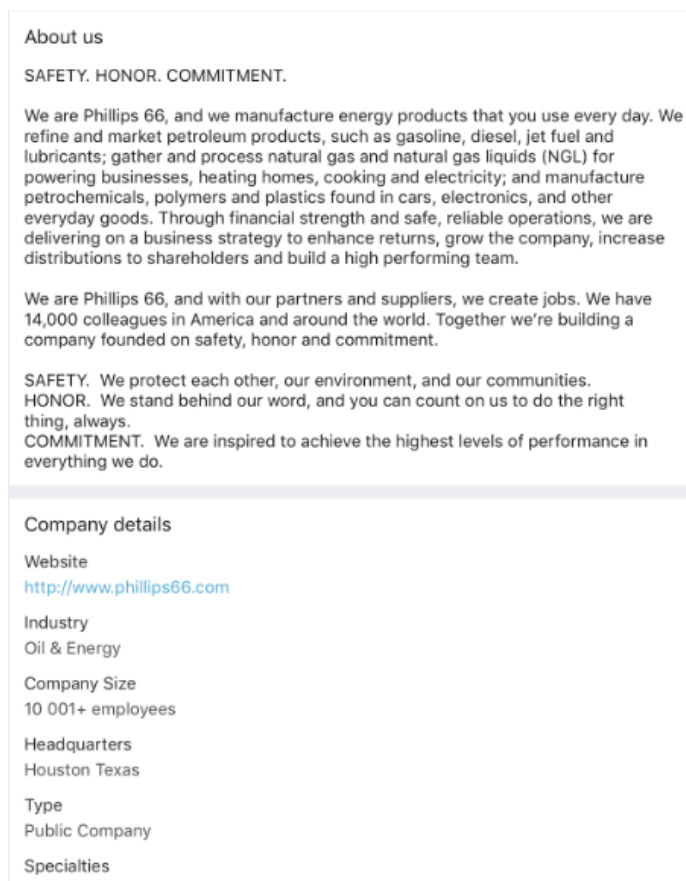 About us
SAFETY. HONOR. COMMITMENT.
We are Phillips 66, and we manufacture energy products that you use every day. We
refine and market petroleum products, such as gasoline, diesel, jet fuel and
lubricants; gather and process natural gas and natural gas liquids (NGL) for
powering businesses, heating homes, cooking and electricity; and manufacture
petrochemicals, polymers and plastics found in cars, electronics, and other
everyday goods. Through financial strength and safe, reliable operations, we are
delivering on a business strategy to enhance returns, grow the company, increase
distributions to shareholders and build a high performing team.
We are Phillips 66, and with our partners and suppliers, we create jobs. We have
14,000 colleagues in America and around the world. Together we're building a
company founded on safety, honor and commitment.
SAFETY.  We protect each other, our environment, and our communities.
HONOR.  We stand behind our word, and you can count on us to do the right
thing, always.
COMMITMENT.  We are inspired to achieve the highest levels of performance in
everything we do.
Company details
Website
http://www.phillips66.com
Industry
Oil & Energy
Company Size
10 001+ employees
Headquarters
Houston Texas
Type
Public Company
Specialties